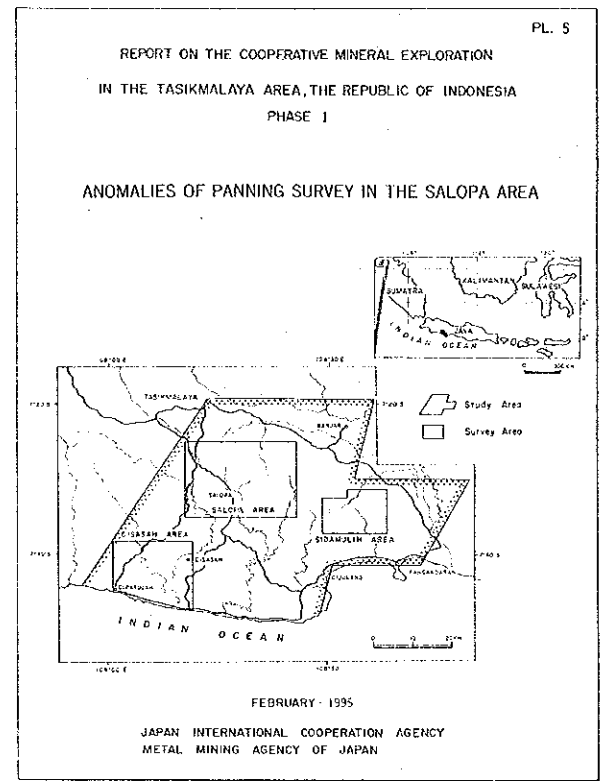 PL. 5
REPORT ON THE COOPERATIVE MINERAL EXPLORATION
IN THE TASIKMALAYA AREA, THE REPUBLIC OF INDONESIA
PHASE I
ANOMALIES OF PANNING SURVEY IN THE SALOPA AREA
KALIMANTAN
SULAWESI
SUMATRA
JAVA
INDIAN OCEAN
TASIKMALAYA
BANJAR
Study Area
Survey Area
SALOPA
SALOPA AREA
CISASAH AREA
SIDAMULIH AREA
CISASAH
CIJULANG
PANGANDARAN
INDIAN OCEAN
0 10 20KM
FEBRUARY · 1995
JAPAN INTERNATIONAL COOPERATION AGENCY
METAL MINING AGENCY OF JAPAN